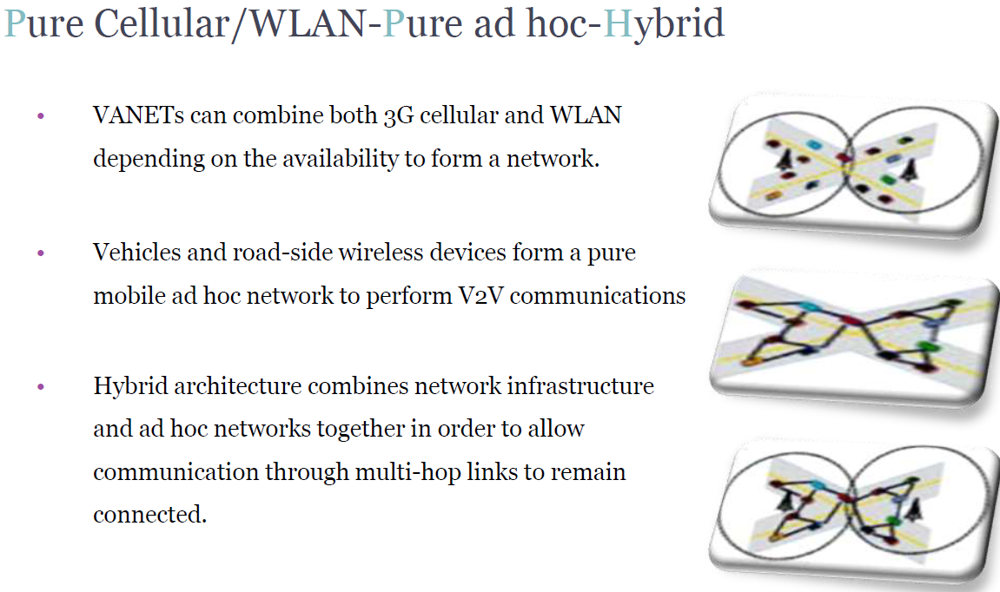 Pure Cellular/WLAN-Pure ad hoc-Hybrid
• VANETs can combine both 3G cellular and WLAN
depending on the availability to form a network.
• Vehicles and road-side wireless devices form a pure
mobile ad hoc network to perform V2V communications
• Hybrid architecture combines network infrastructure
and ad hoc networks together in order to allow
communication through multi-hop links to remain
connected.